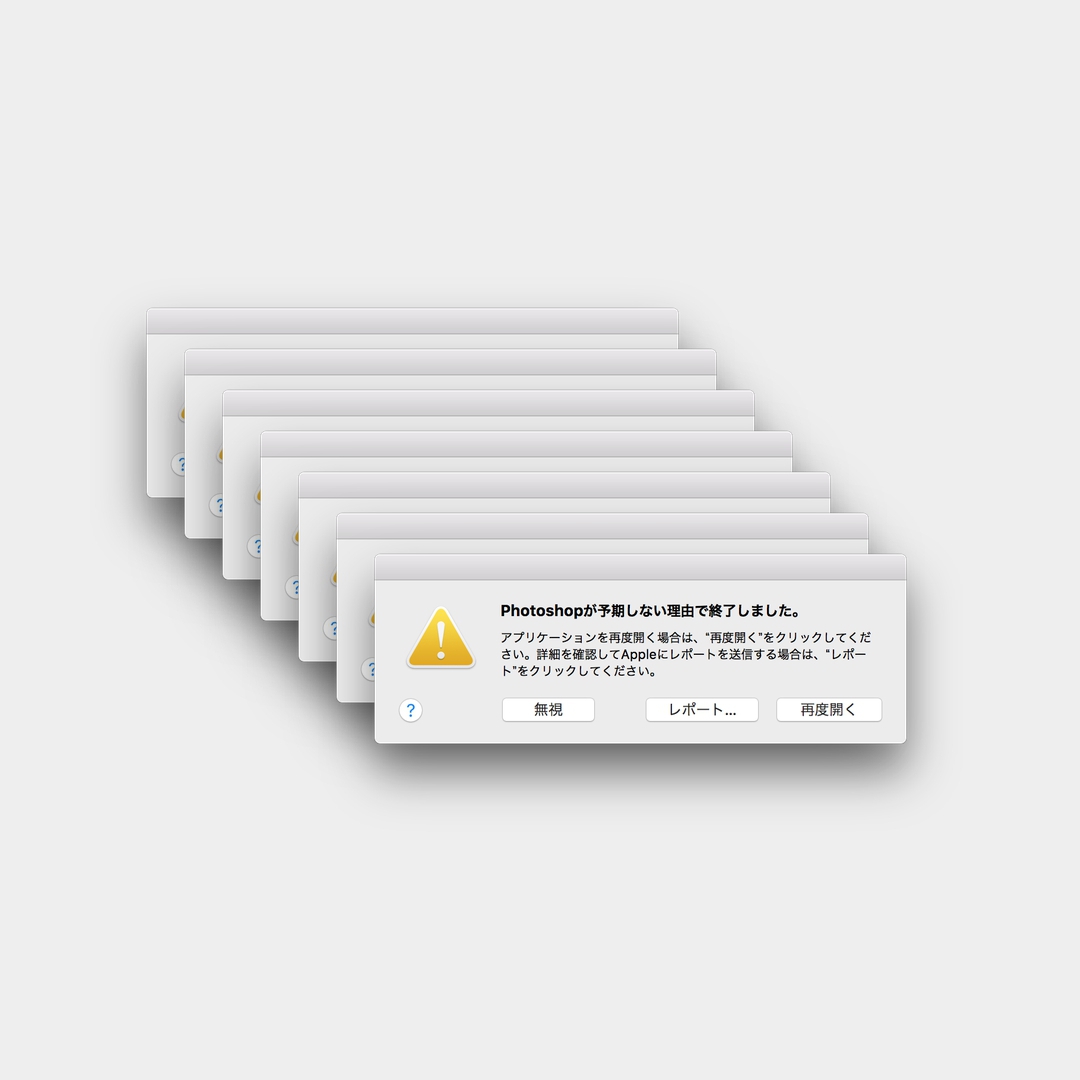 Photoshopが予期しない理由で終了しました。
アプリケーションを再度開く場合は、“再度開く”をクリックしてくだ
さい。詳細を確認してAppleにレポートを送信する場合は、“レポー
ト”をクリックしてください。
? 無視 レポート... 再度開く